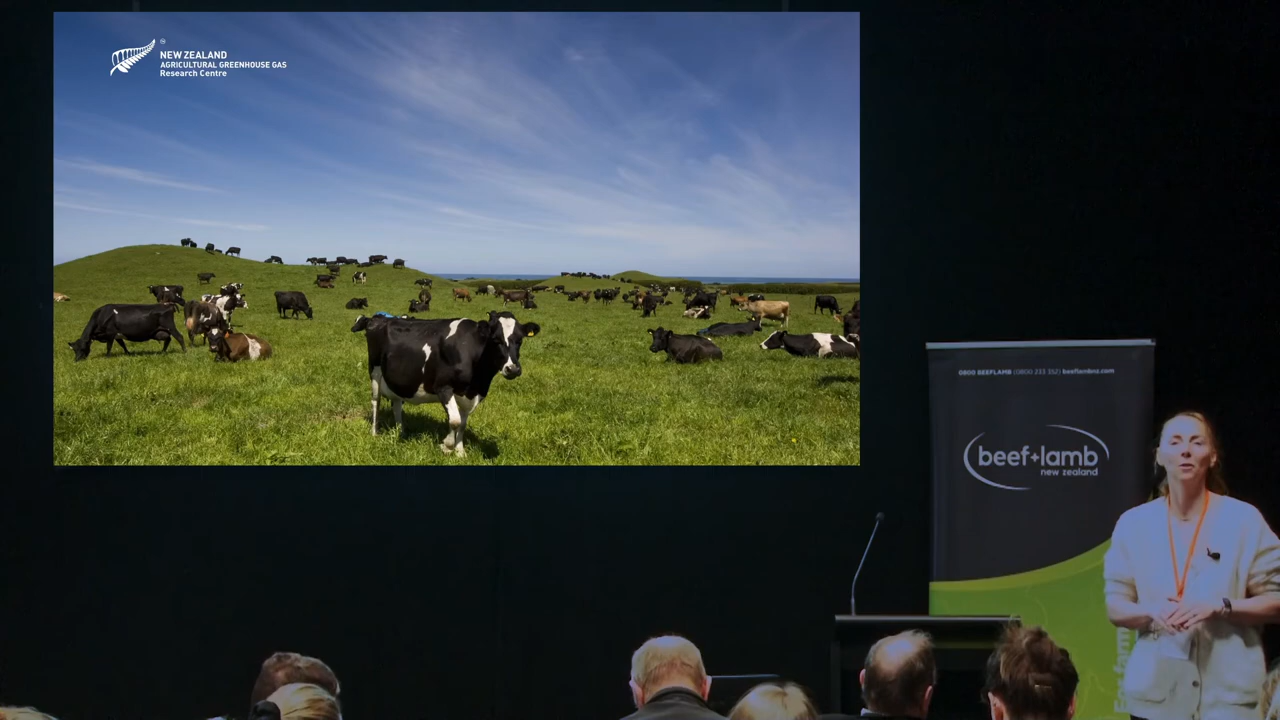 NEW ZEALAND
AGRICULTURAL GREENHOUSE GAS
Research Centre
0800 BEEFLAMB (0800 233 352) beeflambnz.com
beef+lamb
new zealand